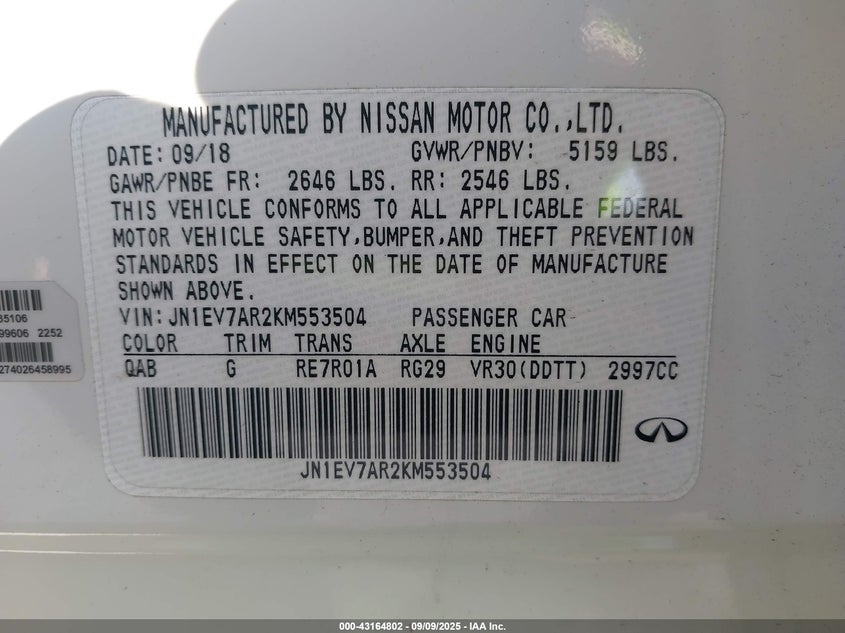 MANUFACTURED BY NISSAN MOTOR CO.,LTD.
DATE: 09/18 GVWR/PNBV: 5159 LBS.
GAWR/PNBE FR: 2646 LBS. RR: 2546 LBS.
THIS VEHICLE CONFORMS TO ALL APPLICABLE FEDERAL
MOTOR VEHICLE SAFETY,BUMPER,AND THEFT PREVENTION
STANDARDS IN EFFECT ON THE DATE OF MANUFACTURE
SHOWN ABOVE.
VIN: JN1EV7AR2KM553504 PASSENGER CAR
COLOR TRIM TRANS AXLE ENGINE
QAB G RE7R01A RG29 VR30(DDTT) 2997CC
JN1EV7AR2KM553504
35106
99606 2252
274026458995
000-43164802 - 09/09/2025 - IAA Inc.